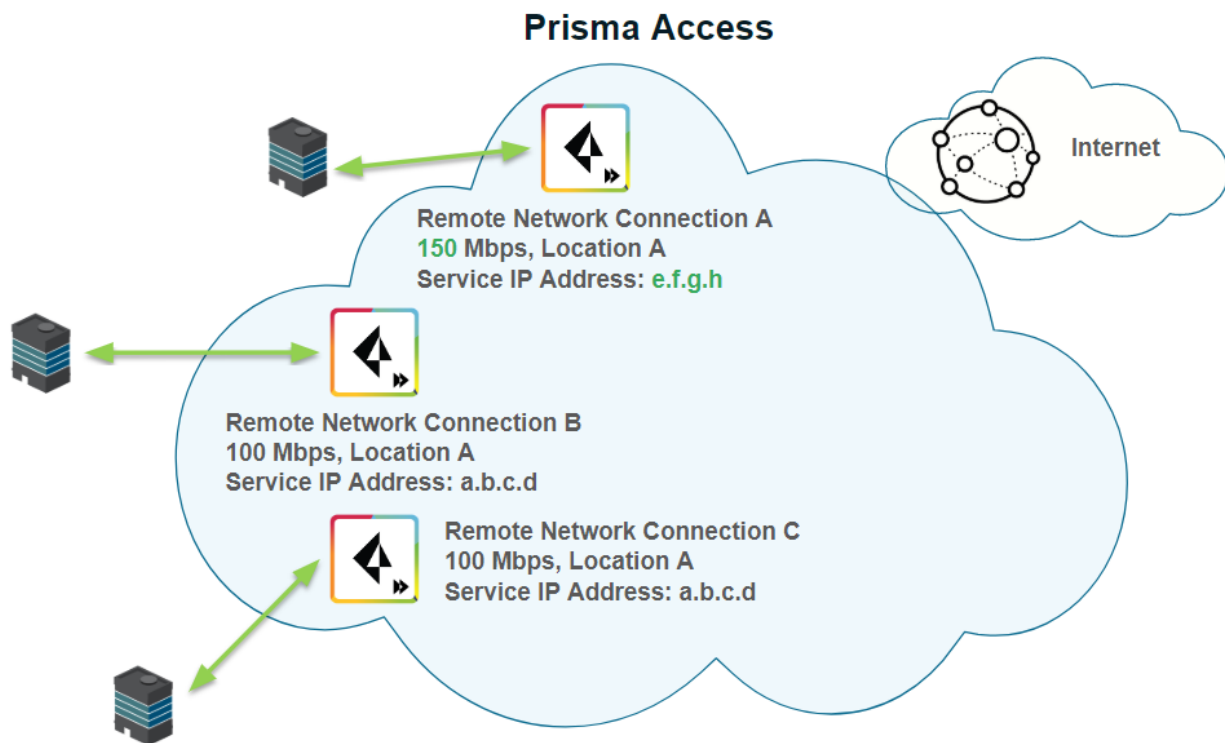 Prisma Access
Internet
Remote Network Connection A
150 Mbps, Location A
Service IP Address: e.f.g.h
Remote Network Connection B
100 Mbps, Location A
Service IP Address: a.b.c.d
Remote Network Connection C
100 Mbps, Location A
Service IP Address: a.b.c.d